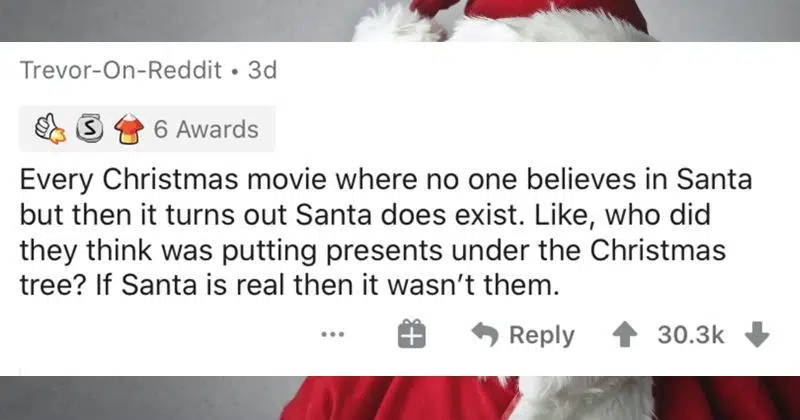 Trevor-On-Reddit • 3d
S 6 Awards
Every Christmas movie where no one believes in Santa
but then it turns out Santa does exist. Like, who did
they think was putting presents under the Christmas
tree? If Santa is real then it wasn’t them.
... Reply 30.3k